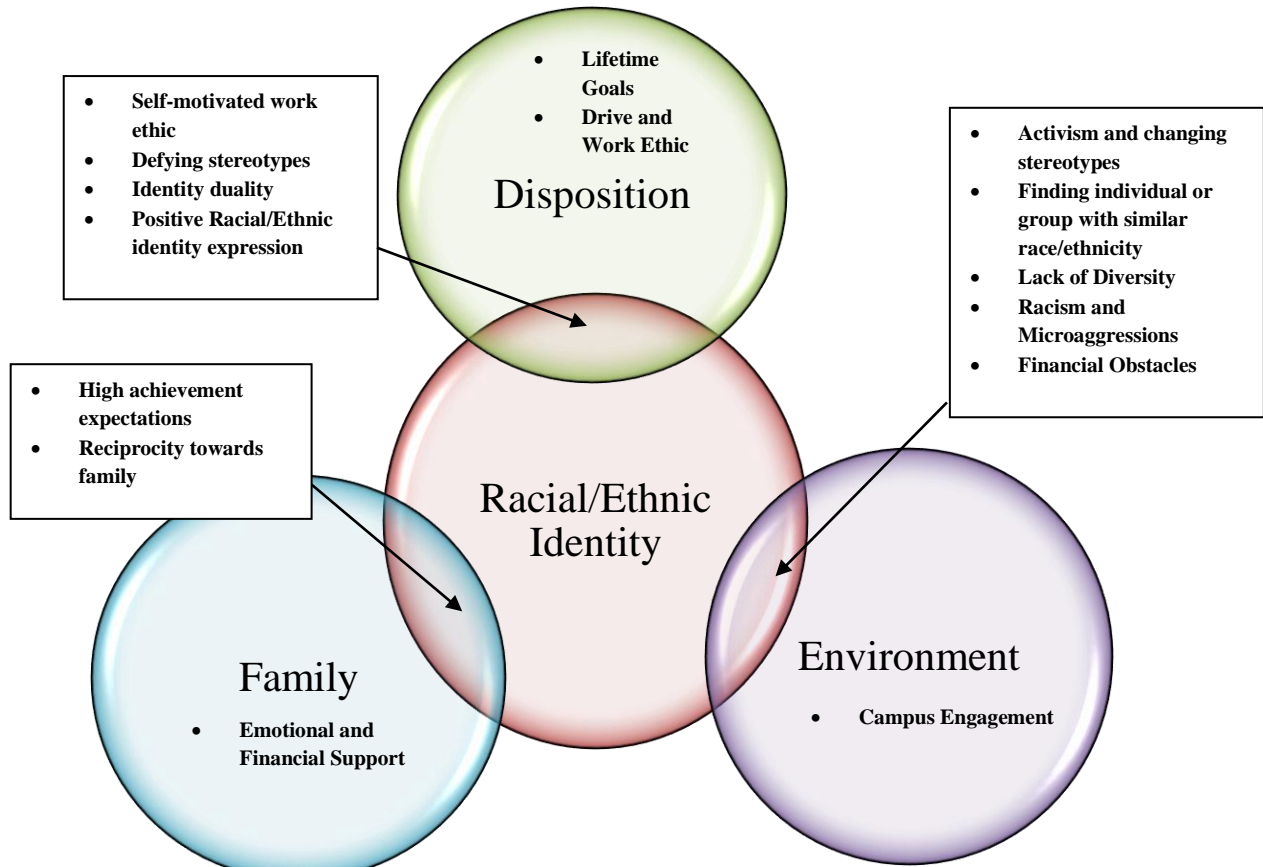 • Lifetime
Goals
• Drive and
Work Ethic
Disposition
• Self-motivated work
ethic
• Defying stereotypes
• Identity duality
• Positive Racial/Ethnic
identity expression
• Activism and changing
stereotypes
• Finding individual or
group with similar
race/ethnicity
• Lack of Diversity
• Racism and
Microaggressions
• Financial Obstacles
• High achievement
expectations
• Reciprocity towards
family
Racial/Ethnic
Identity
Family
• Emotional and
Financial Support
Environment
• Campus Engagement